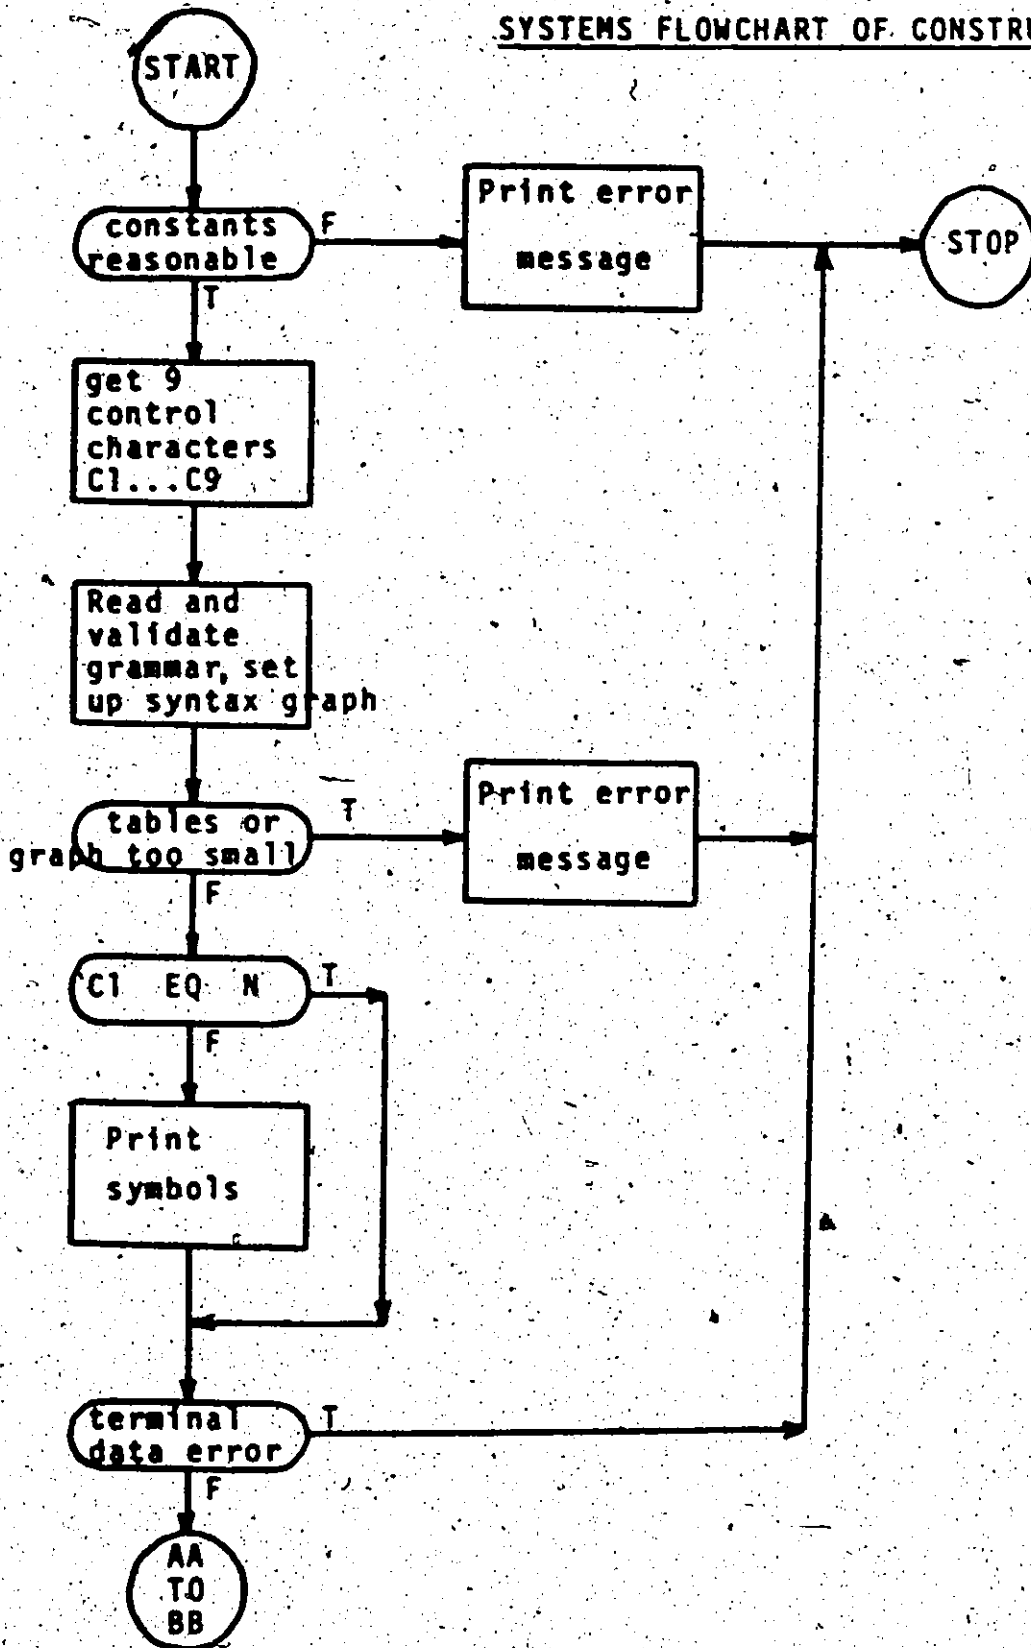 SYSTEMS FLOWCHART OF CONSTRU
START
constants
reasonable
F
T
Print error
message
STOP
get 9
control
characters
C1...C9
Read and
validate
grammar, set
up syntax graph
tables or
graph too small
T
F
Print error
message
C1 EQ N
T
F
Print
symbols
terminal
data error
T
F
AA
TO
BB